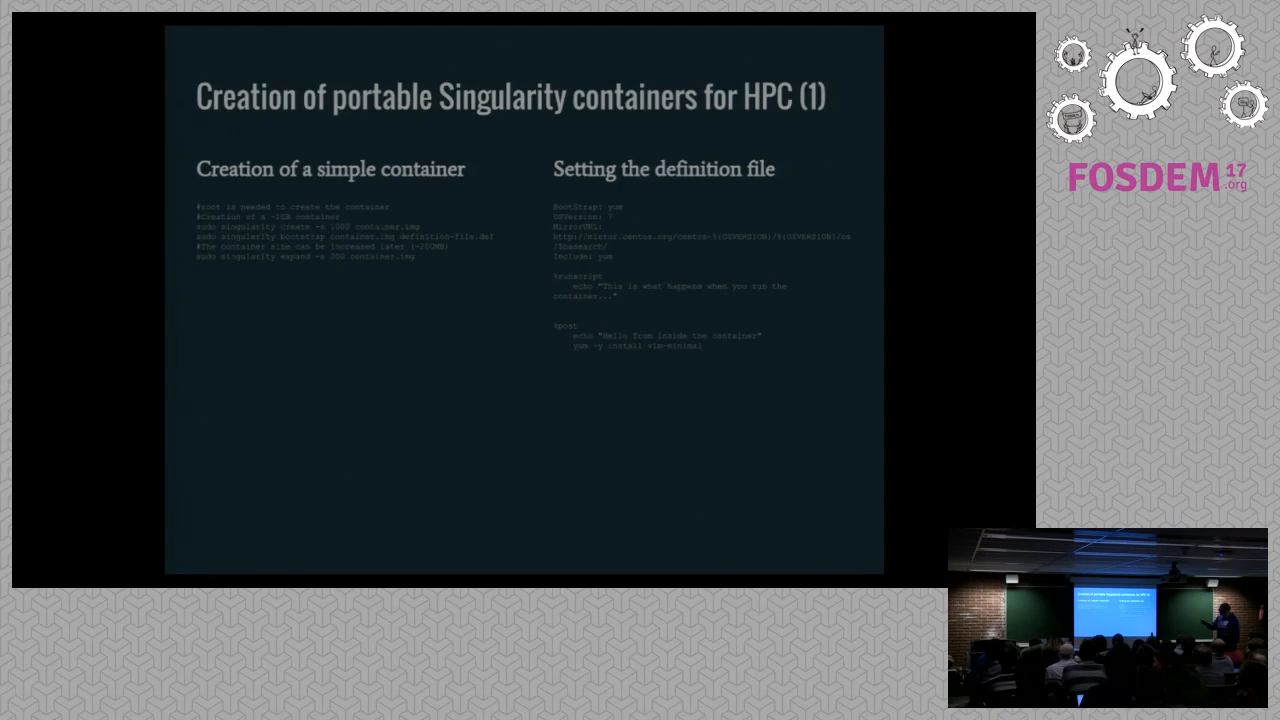 Creation of portable Singularity containers for HPC (1)
Creation of a simple container
#root is needed to create the container
#Creation of a ~1GB container
sudo singularity create -s 1000 container.img
sudo singularity bootstrap container.img definition-file.def
#The container size can be increased later (~200MB)
sudo singularity expand -s 200 container.img
Setting the definition file
BootStrap: yum
OSVersion: 7
MirrorURL:
http://mirror.centos.org/centos-%{OSVERSION}/%{OSVERSION}/os
/$basearch/
Include: yum
%runscript
echo "This is what happens when you run the
container..."
%post
echo "Hello from inside the container"
yum -y install vim-minimal
FOSDEM 17
.org